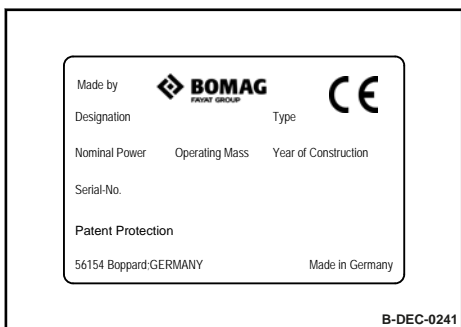 Made by BOMAG CE
FAYAT GROUP
Designation Type
Nominal Power Operating Mass Year of Construction
Serial-No.
Patent Protection
56154 Boppard;GERMANY Made in Germany
B-DEC-0241